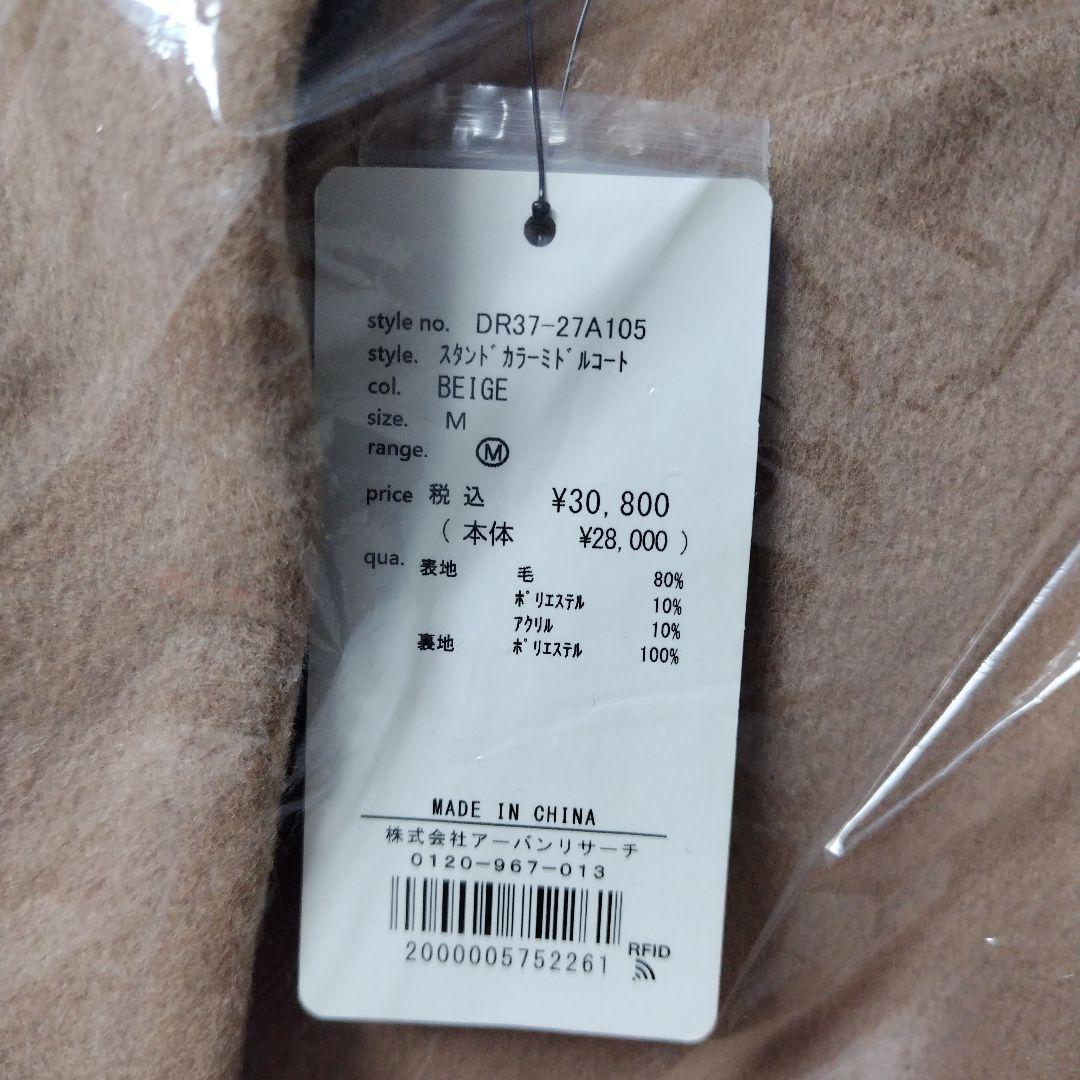 style no. DR37-27A105
style. ｽﾀﾝﾄﾞｶﾗｰﾐﾄﾞﾙｺｰﾄ
col. BEIGE
size. M
range. Ⓜ
price 税込 ¥30,800
( 本体 ¥28,000 )
qua. 表地 毛 80%
ﾎﾟﾘｴｽﾃﾙ 10%
ｱｸﾘﾙ 10%
裏地 ﾎﾟﾘｴｽﾃﾙ 100%
MADE IN CHINA
株式会社アーバンリサーチ
0120-967-013
RFID
2000005752261